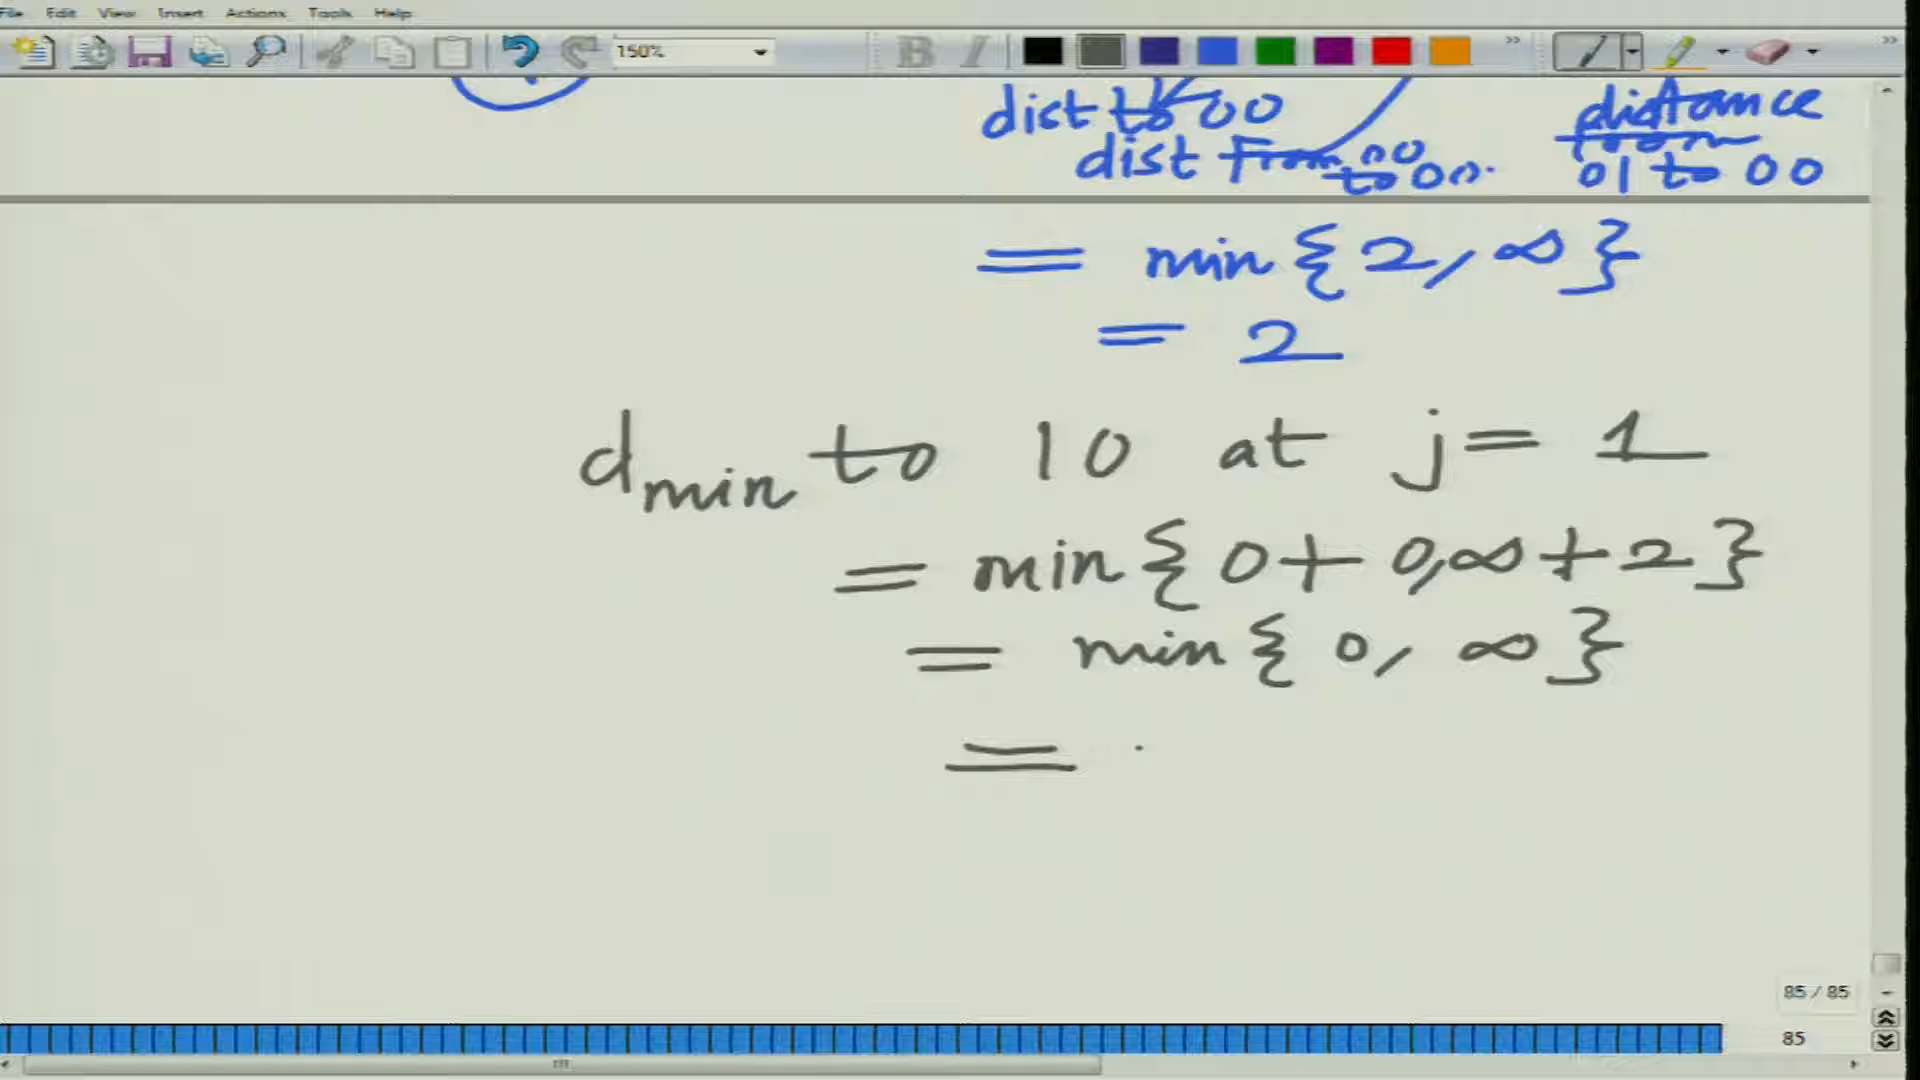 File Edit View Insert Actions Tools Help
150%
dist to 00
dist from 00
to 00.
distance
from
01 to 00
= min { 2, ∞ }
= 2
dmin to 10 at j = 1
= min { 0 + 0, ∞ + 2 }
= min { 0, ∞ }
=
85 / 85
85